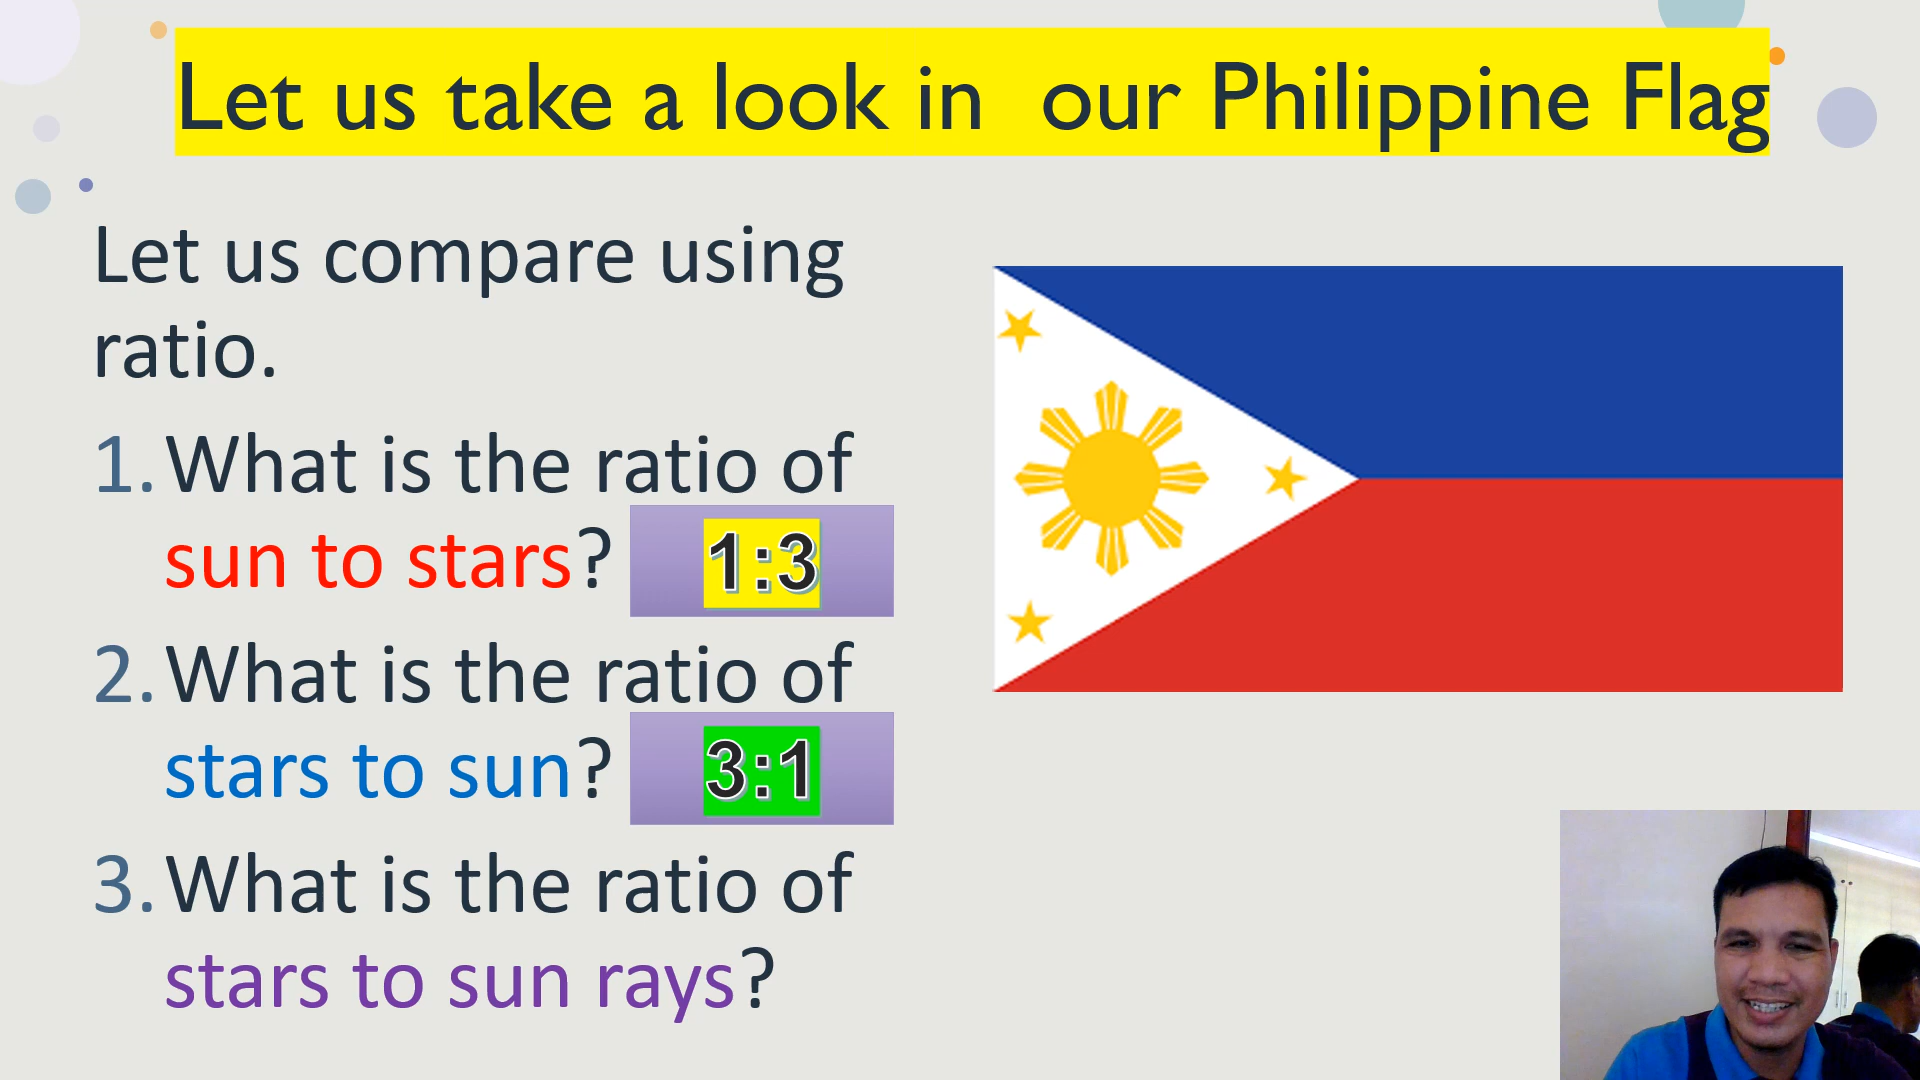 Let us take a look in  our Philippine Flag
Let us compare using
ratio.
1. What is the ratio of
sun to stars? 1:3
2. What is the ratio of
stars to sun? 3:1
3. What is the ratio of
stars to sun rays?